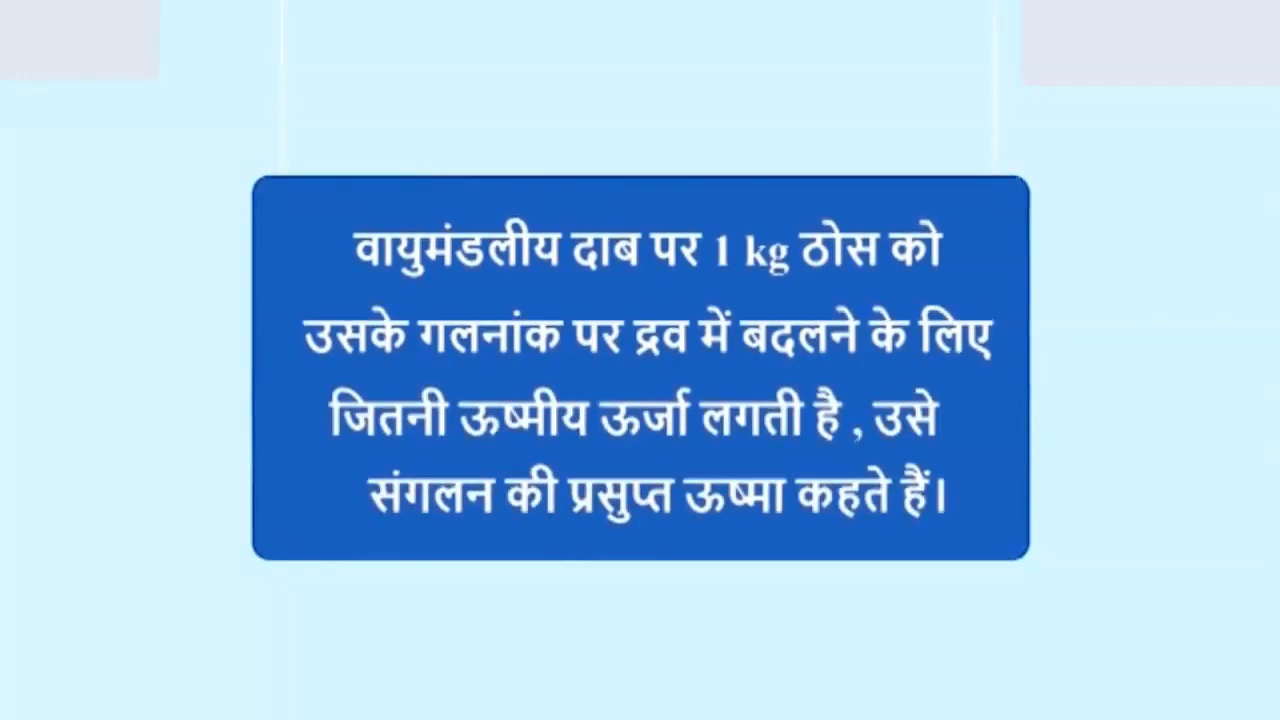 वायुमंडलीय दाब पर 1 kg ठोस को
उसके गलनांक पर द्रव में बदलने के लिए
जितनी ऊष्मीय ऊर्जा लगती है , उसे
संगलन की प्रसुप्त ऊष्मा कहते हैं।